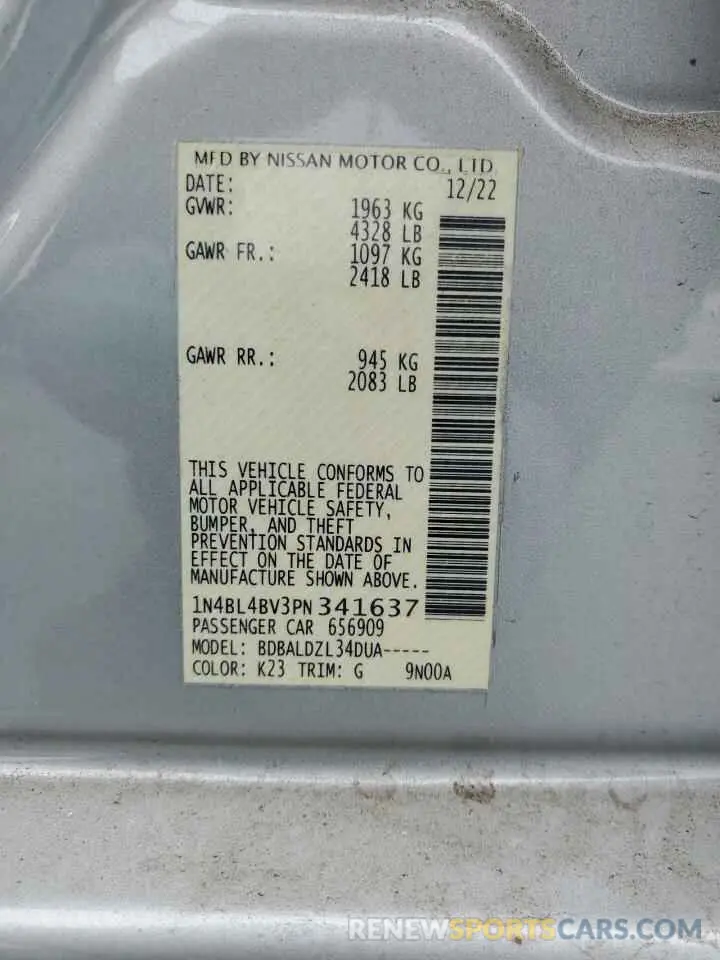 MFD BY NISSAN MOTOR CO., LTD.
DATE: 12/22
GVWR: 1963 KG
4328 LB
GAWR FR.: 1097 KG
2418 LB
GAWR RR.: 945 KG
2083 LB
THIS VEHICLE CONFORMS TO
ALL APPLICABLE FEDERAL
MOTOR VEHICLE SAFETY,
BUMPER, AND THEFT
PREVENTION STANDARDS IN
EFFECT ON THE DATE OF
MANUFACTURE SHOWN ABOVE.
1N4BL4BV3PN341637
PASSENGER CAR 656909
MODEL: BDBALDZL34DUA-----
COLOR: K23 TRIM: G 9N00A
RENEWSPORTSCARS.COM